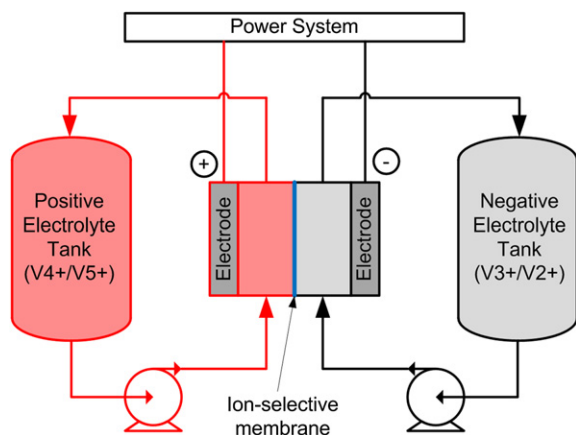 Power System
+
-
Positive
Electrolyte
Tank
(V4+/V5+)
Electrode
Electrode
Negative
Electrolyte
Tank
(V3+/V2+)
Ion-selective
membrane